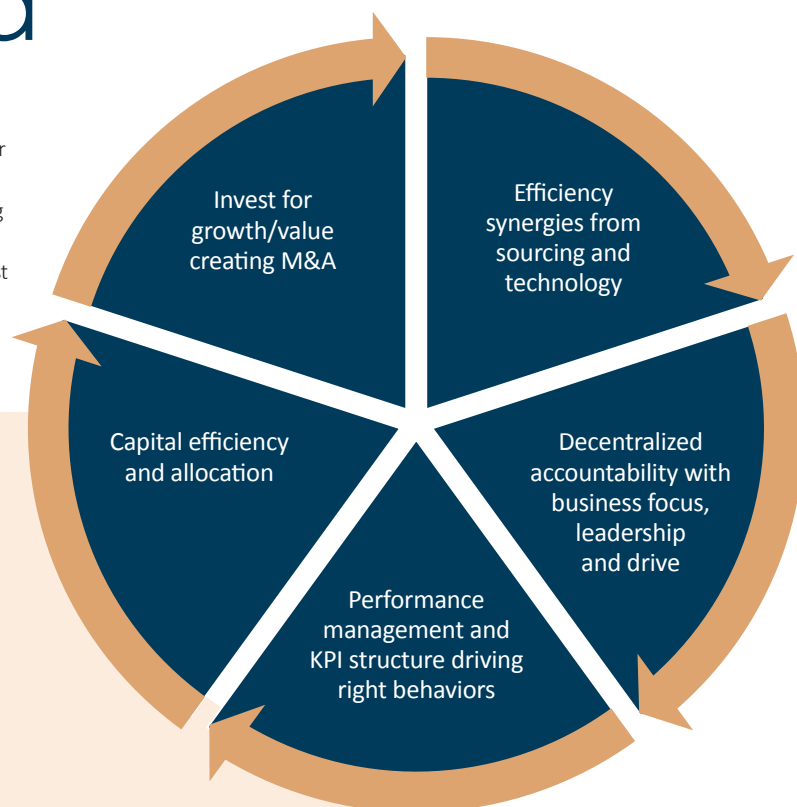 Invest for
growth/value
creating M&A
Efficiency
synergies from
sourcing and
technology
Decentralized
accountability with
business focus,
leadership
and drive
Performance
management and
KPI structure driving
right behaviors
Capital efficiency
and allocation